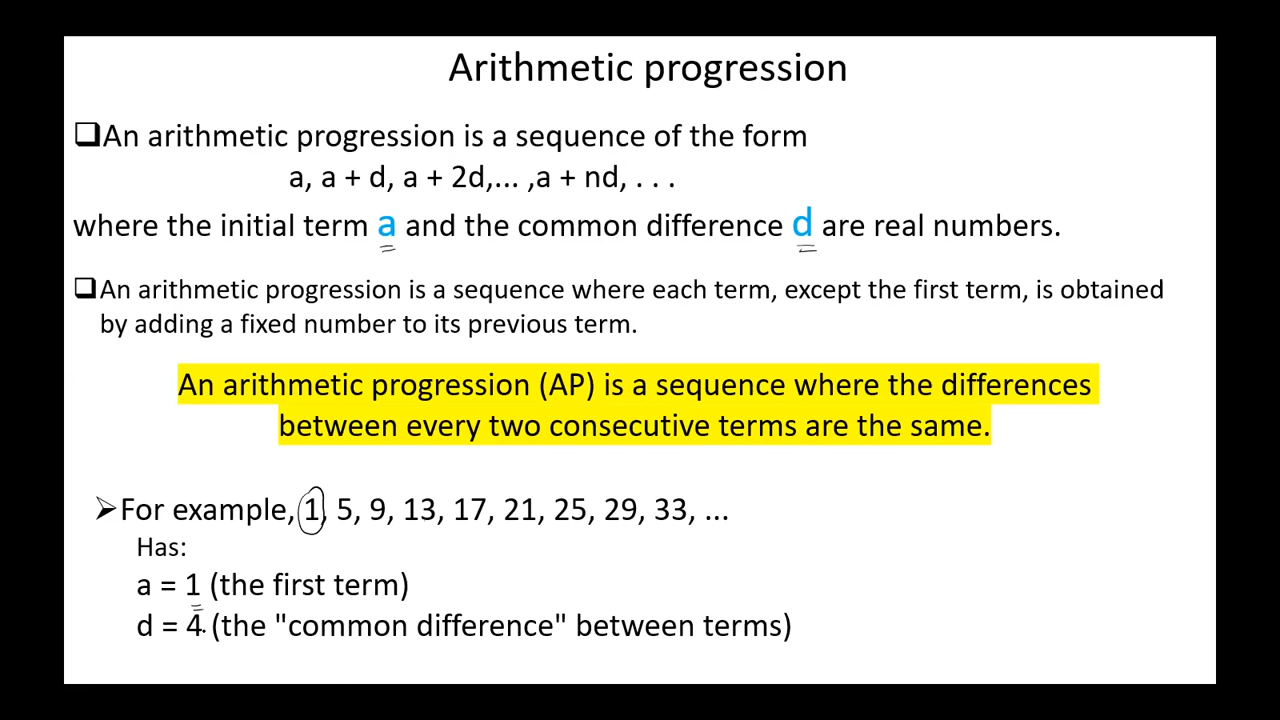 Arithmetic progression
❑An arithmetic progression is a sequence of the form
a, a + d, a + 2d,... ,a + nd, . . .
where the initial term a and the common difference d are real numbers.
❑An arithmetic progression is a sequence where each term, except the first term, is obtained
by adding a fixed number to its previous term.
An arithmetic progression (AP) is a sequence where the differences
between every two consecutive terms are the same.
➢For example, 1, 5, 9, 13, 17, 21, 25, 29, 33, ...
Has:
a = 1 (the first term)
d = 4 (the "common difference" between terms)